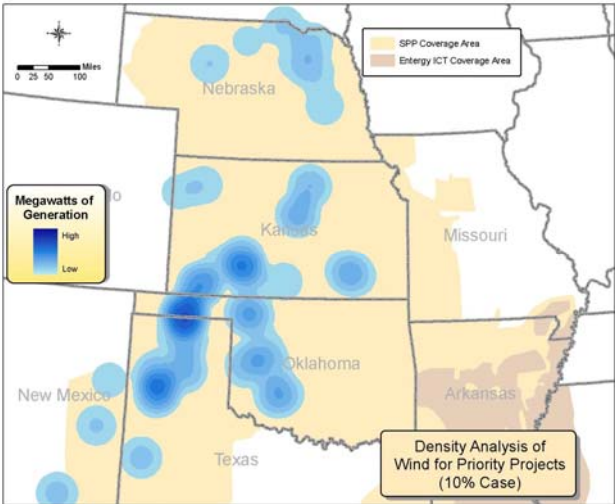 Miles
0 25 50 100
SPP Coverage Area
Entergy ICT Coverage Area
Nebraska
Megawatts of
Generation
High
Low
o
Kansas
Missouri
Oklahoma
New Mexico
Arkansas
Texas
Density Analysis of
Wind for Priority Projects
(10% Case)